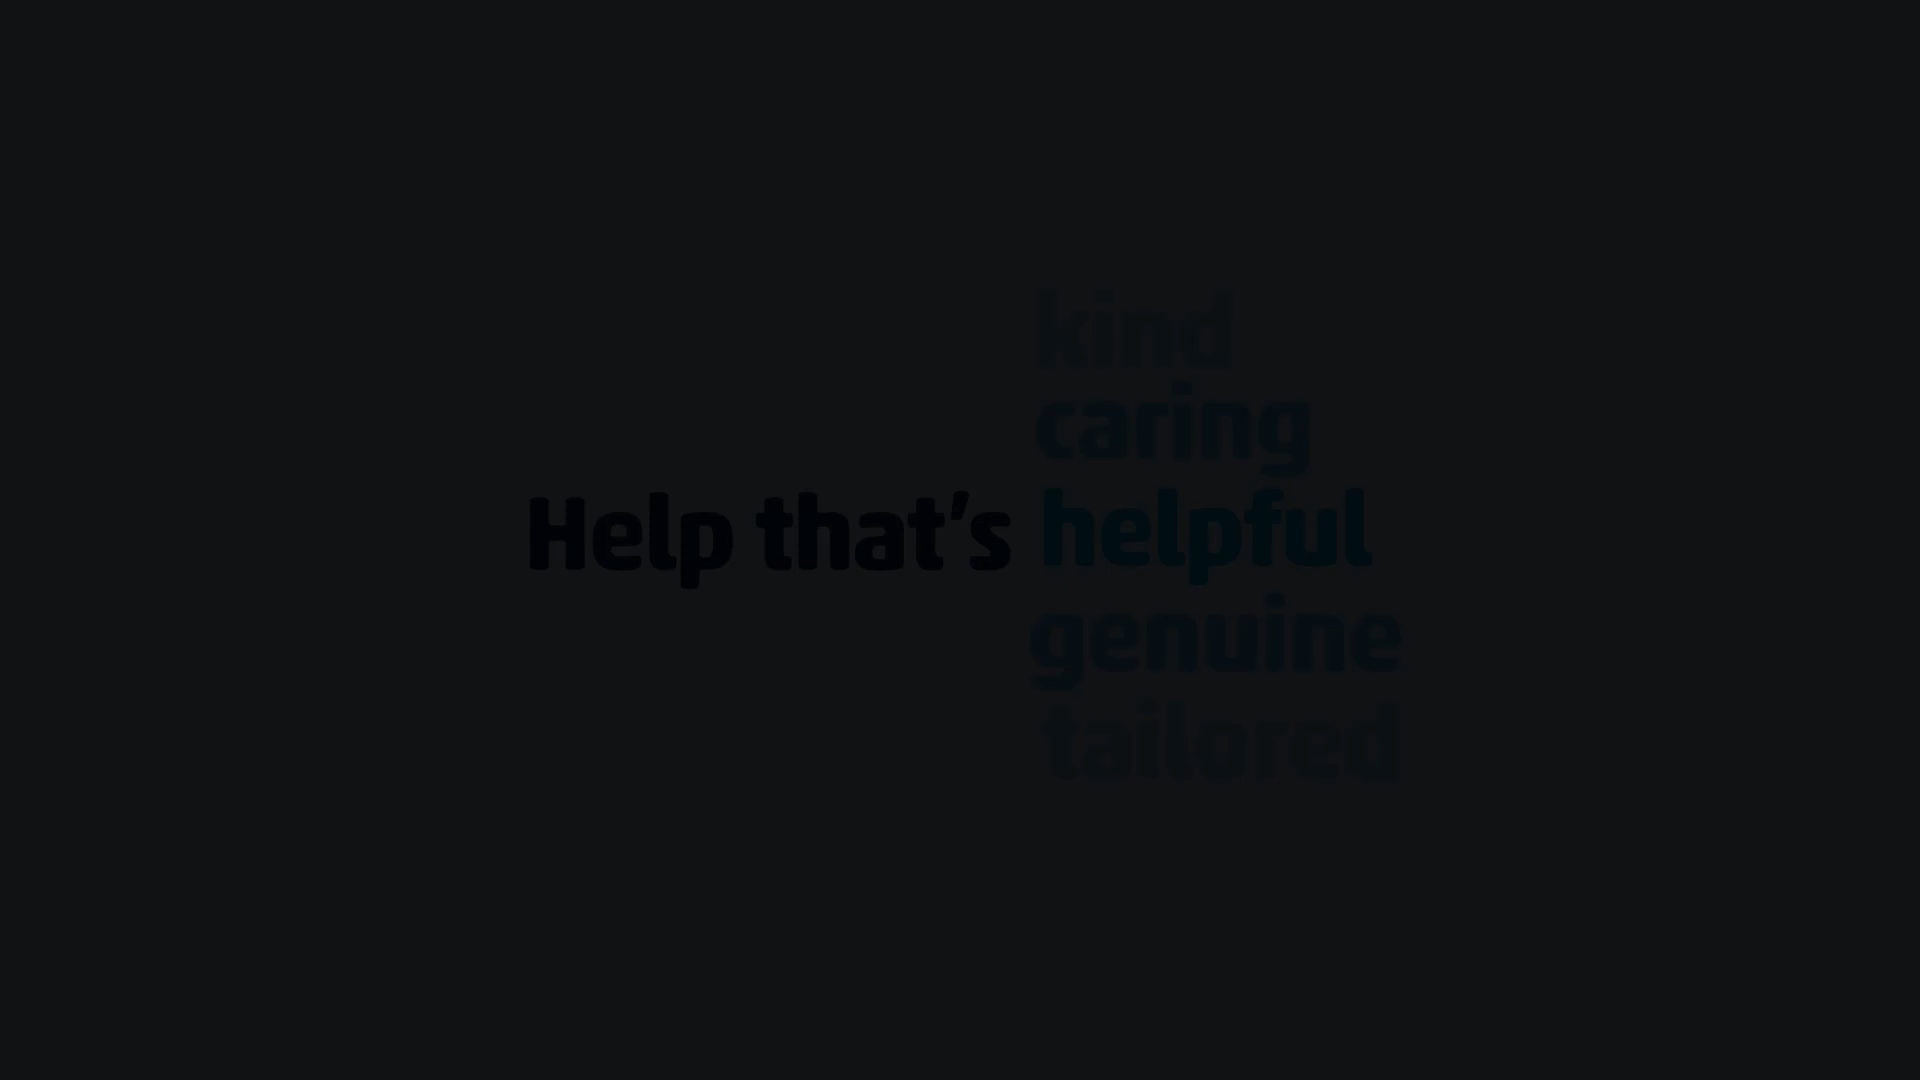 kind
caring
Help that's helpful
genuine
tailored